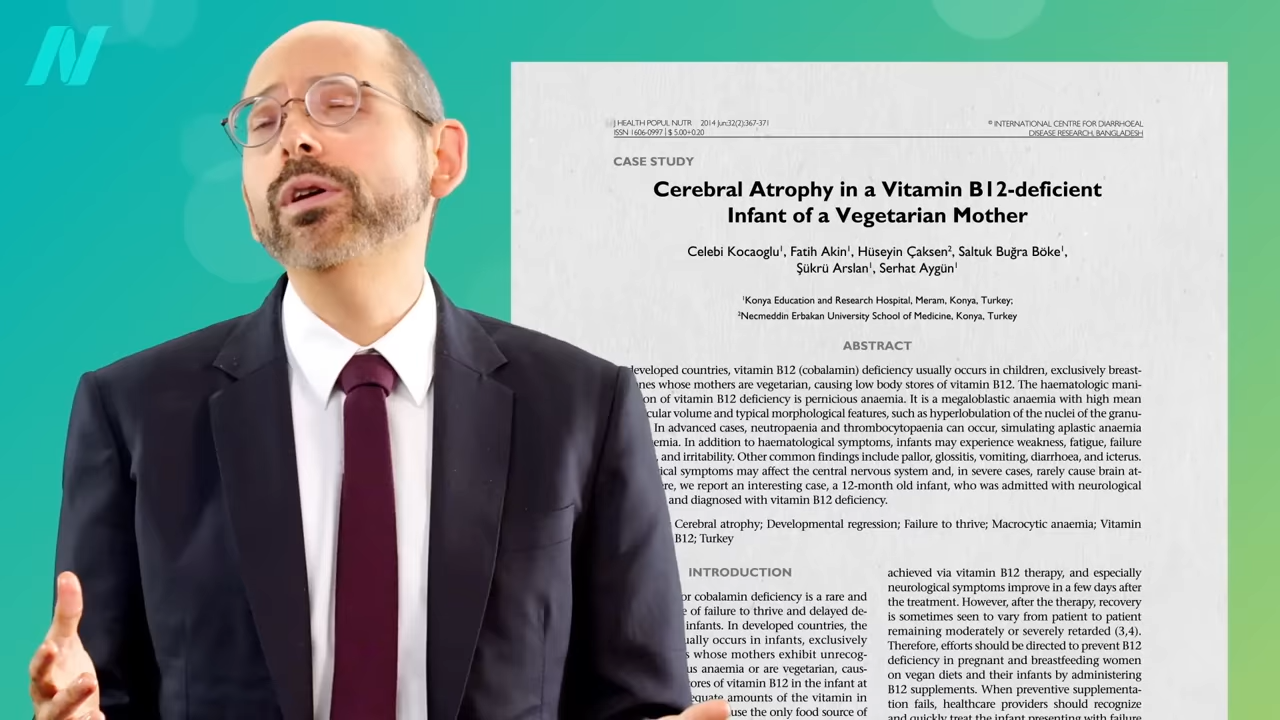 N
J HEALTH POPUL NUTR 2014 Jun;32(2):367-371
ISSN 1606-0997 | $ 5.00+0.20
© INTERNATIONAL CENTRE FOR DIARRHOEAL
DISEASE RESEARCH, BANGLADESH
CASE STUDY
Cerebral Atrophy in a Vitamin B12-deficient
Infant of a Vegetarian Mother
Celebi Kocaoglu¹, Fatih Akin¹, Hüseyin Çaksen², Saltuk Buğra Böke¹,
Şükrü Arslan¹, Serhat Aygün¹
¹Konya Education and Research Hospital, Meram, Konya, Turkey;
²Necmeddin Erbakan University School of Medicine, Konya, Turkey
ABSTRACT
developed countries, vitamin B12 (cobalamin) deficiency usually occurs in children, exclusively breast-
whose mothers are vegetarian, causing low body stores of vitamin B12. The haematologic mani-
of vitamin B12 deficiency is pernicious anaemia. It is a megaloblastic anaemia with high mean
volume and typical morphological features, such as hyperlobulation of the nuclei of the granu-
In advanced cases, neutropaenia and thrombocytopaenia can occur, simulating aplastic anaemia
In addition to haematological symptoms, infants may experience weakness, fatigue, failure
, and irritability. Other common findings include pallor, glossitis, vomiting, diarrhoea, and icterus.
symptoms may affect the central nervous system and, in severe cases, rarely cause brain at-
we report an interesting case, a 12-month old infant, who was admitted with neurological
and diagnosed with vitamin B12 deficiency.
Cerebral atrophy; Developmental regression; Failure to thrive; Macrocytic anaemia; Vitamin
B12; Turkey
INTRODUCTION
or cobalamin deficiency is a rare and
of failure to thrive and delayed de-
infants. In developed countries, the
usually occurs in infants, exclusively
whose mothers exhibit unrecog-
anaemia or are vegetarian, caus-
of vitamin B12 in the infant at
amounts of the vitamin in
the only food source of
achieved via vitamin B12 therapy, and especially
neurological symptoms improve in a few days after
the treatment. However, after the therapy, recovery
is sometimes seen to vary from patient to patient
remaining moderately or severely retarded (3,4).
Therefore, efforts should be directed to prevent B12
deficiency in pregnant and breastfeeding women
on vegan diets and their infants by administering
B12 supplements. When preventive supplementa-
tion fails, healthcare providers should recognize
and quickly treat the infant presenting with failure